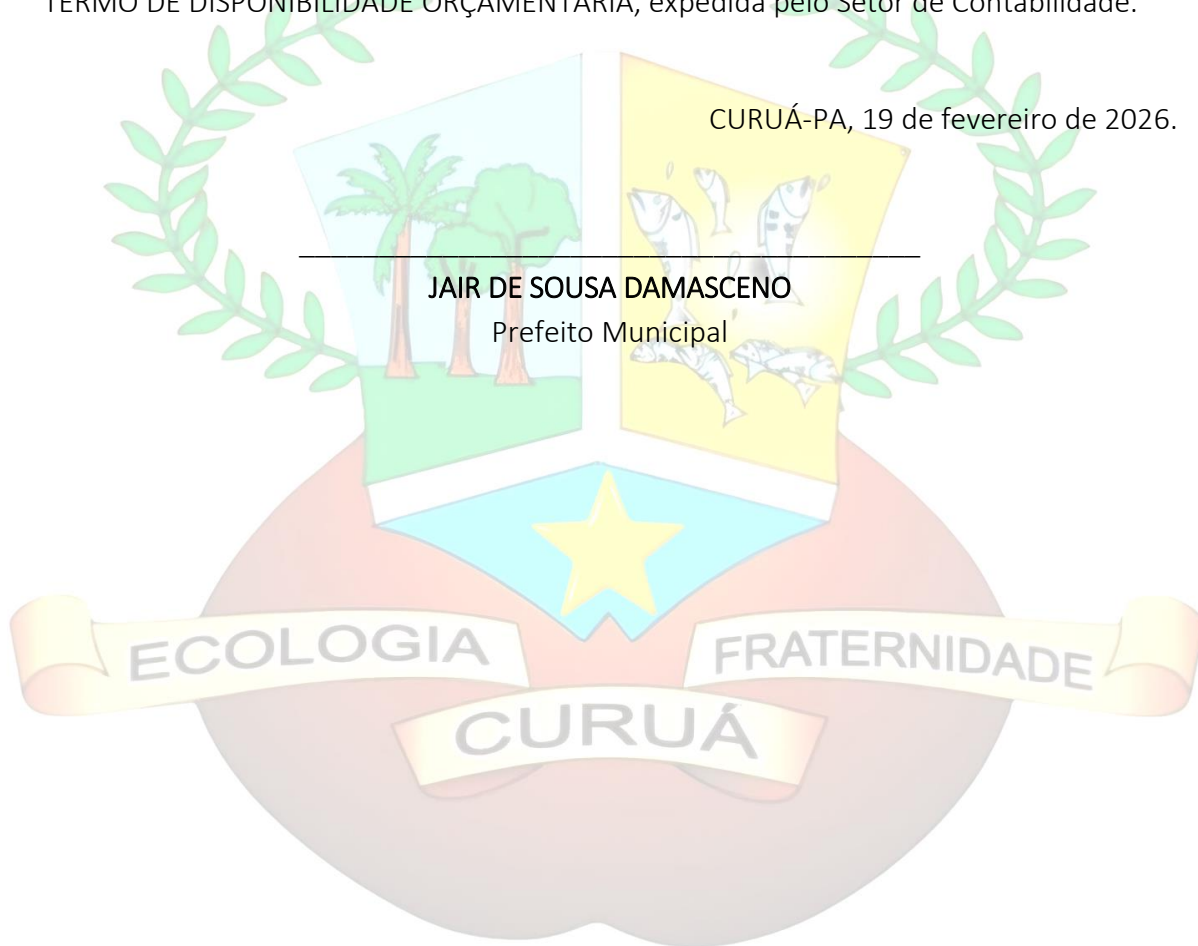 TERMO DE DISPONIBILIDADE ORÇAMENTÁRIA, expedida pelo Setor de Contabilidade.
CURUÁ-PA, 19 de fevereiro de 2026.
JAIR DE SOUSA DAMASCENO
Prefeito Municipal
ECOLOGIA
FRATERNIDADE
CURUÁ